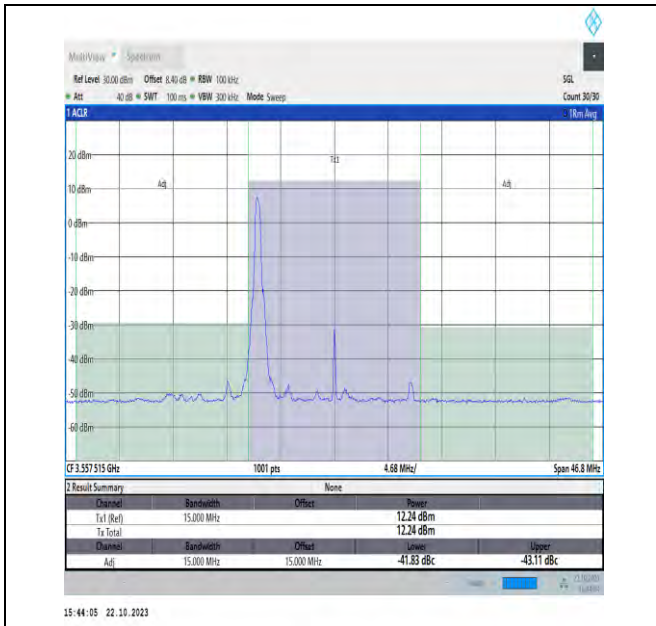 MultiView Spectrum
Ref Level 30.00 dBm Offset 8.40 dB RBW 100 kHz SGL
Att 40 dB SWT 100 ms VBW 300 kHz Mode Sweep Count 30/30
1 ACLR 1Rm Avg
20 dBm
Tx1
Adj Adj
10 dBm
0 dBm
-10 dBm
-20 dBm
-30 dBm
-40 dBm
-50 dBm
-60 dBm
CF 3.557515 GHz 1001 pts 4.68 MHz/ Span 46.8 MHz
2 Result Summary None
Channel Bandwidth Offset Power
Tx1 (Ref) 15.000 MHz 12.24 dBm
Tx Total 12.24 dBm
Channel Bandwidth Offset Lower Upper
Adj 15.000 MHz 15.000 MHz -41.83 dBc -43.11 dBc
15:44:05 22.10.2023